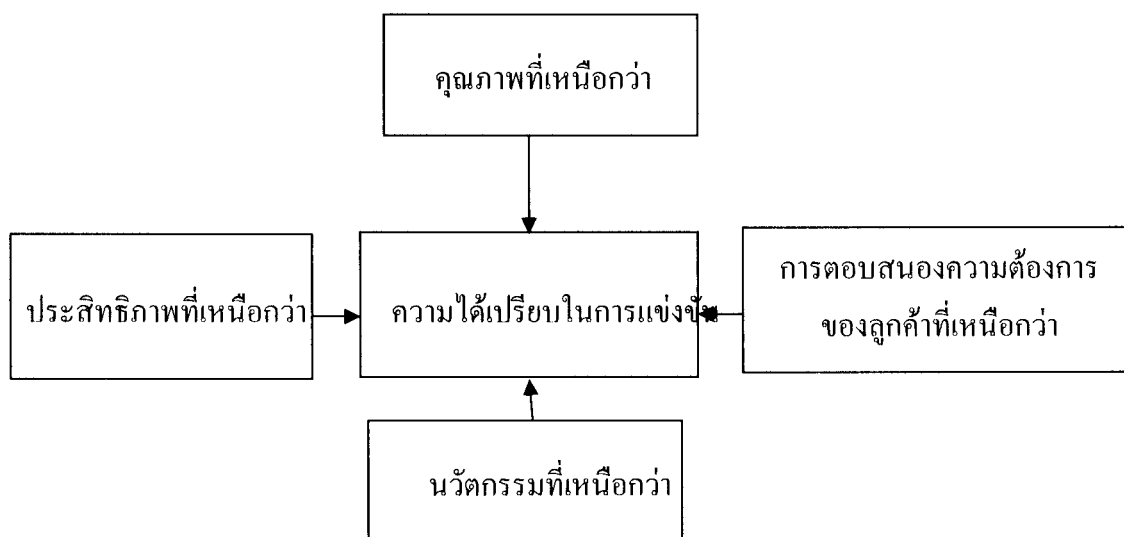 คุณภาพที่เหนือกว่า
ประสิทธิภาพที่เหนือกว่า
ความได้เปรียบในการแข่งขัน
การตอบสนองความต้องการ
ของลูกค้าที่เหนือกว่า
นวัตกรรมที่เหนือกว่า